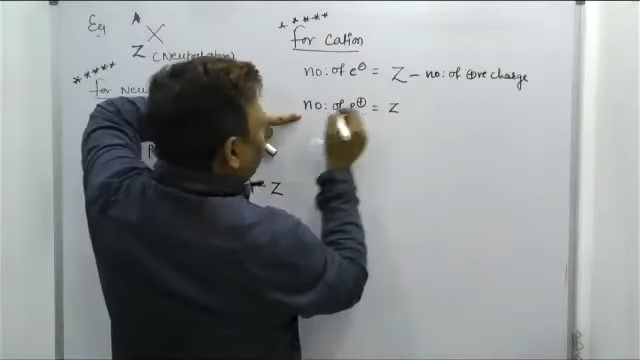 Eg A X
Z (Neutral atom)
*****
for Neu
*****
for Cation
no: of e⊖ = Z - no: of ⊕ve charge
no: of p⊕ = Z
Z